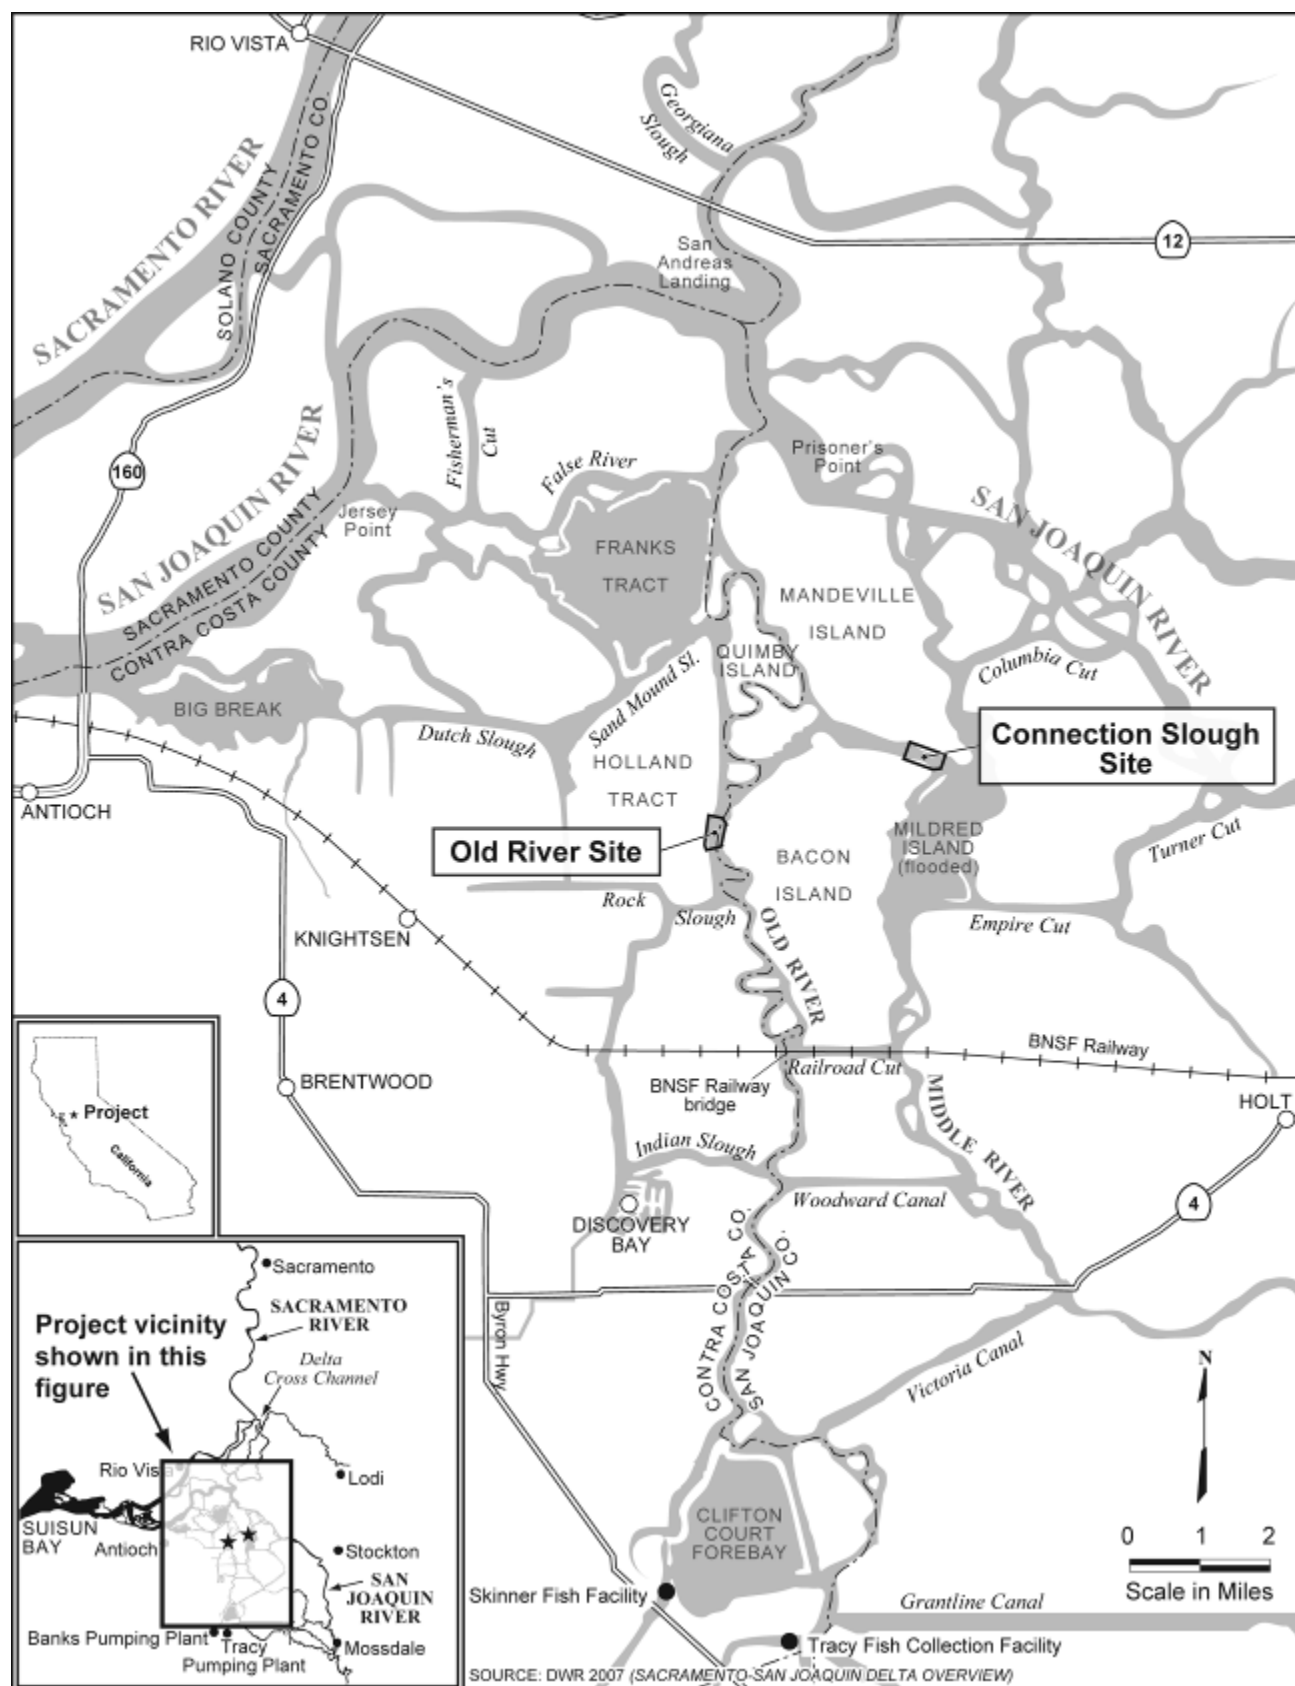 RIO VISTA
Georgiana
Slough
SACRAMENTO RIVER
SOLANO COUNTY
SACRAMENTO CO.
12
San
Andreas
Landing
160
Fisherman's
Cut
False River
Prisoner's
Point
SAN JOAQUIN RIVER
SAN JOAQUIN RIVER
Jersey
Point
SACRAMENTO COUNTY
CONTRA COSTA COUNTY
FRANKS
TRACT
MANDEVILLE
ISLAND
QUIMBY
ISLAND
Columbia Cut
BIG BREAK
Dutch Slough
Sand Mound Sl.
HOLLAND
TRACT
Connection Slough
Site
ANTIOCH
Old River Site
BACON
ISLAND
MILDRED
ISLAND
(flooded)
Turner Cut
Rock
Slough
OLD RIVER
Empire Cut
KNIGHTSEN
4
BNSF Railway
Railroad Cut
BNSF Railway
bridge
BRENTWOOD
HOLT
MIDDLE RIVER
Project
California
Indian Slough
Woodward Canal
4
DISCOVERY
BAY
CONTRA COSTA CO.
SAN JOAQUIN CO.
Byron Hwy
Victoria Canal
Sacramento
SACRAMENTO
RIVER
Project vicinity
shown in this
figure
Delta
Cross Channel
Rio Vista
Lodi
SUISUN
BAY
Antioch
Stockton
SAN
JOAQUIN
RIVER
Banks Pumping Plant
Tracy
Pumping Plant
Mossdale
N
0 1 2
Scale in Miles
CLIFTON
COURT
FOREBAY
Skinner Fish Facility
Grantline Canal
Tracy Fish Collection Facility
SOURCE: DWR 2007 (SACRAMENTO-SAN JOAQUIN DELTA OVERVIEW)